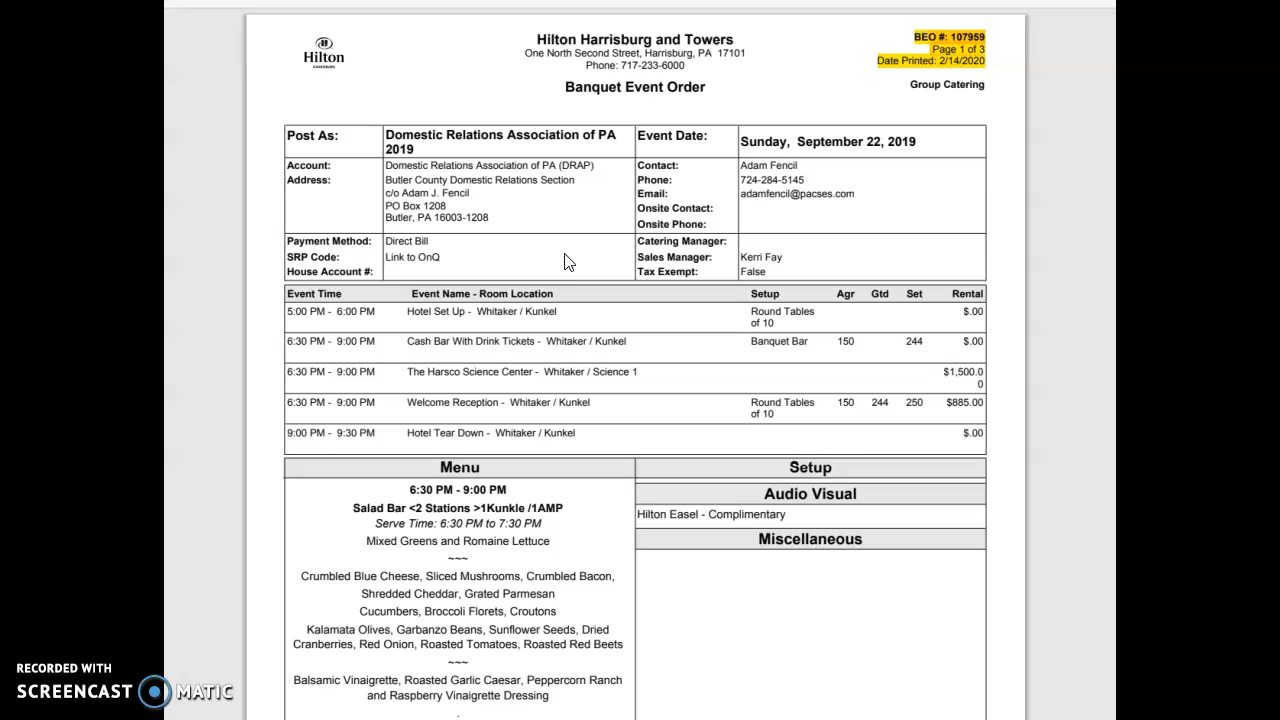 Hilton
HARRISBURG
Hilton Harrisburg and Towers
One North Second Street, Harrisburg, PA 17101
Phone: 717-233-6000
Banquet Event Order
BEO #: 107959
Page 1 of 3
Date Printed: 2/14/2020
Group Catering
Post As: Domestic Relations Association of PA 2019
Event Date: Sunday, September 22, 2019
Account: Domestic Relations Association of PA (DRAP)
Address: Butler County Domestic Relations Section
c/o Adam J. Fencil
PO Box 1208
Butler, PA 16003-1208
Contact: Adam Fencil
Phone: 724-284-5145
Email: adamfencil@pacses.com
Onsite Contact:
Onsite Phone:
Payment Method: Direct Bill
SRP Code: Link to OnQ
House Account #:
Catering Manager:
Sales Manager: Kerri Fay
Tax Exempt: False
Event Time Event Name - Room Location Setup Agr Gtd Set Rental
5:00 PM - 6:00 PM Hotel Set Up - Whitaker / Kunkel Round Tables of 10 $.00
6:30 PM - 9:00 PM Cash Bar With Drink Tickets - Whitaker / Kunkel Banquet Bar 150 244 $.00
6:30 PM - 9:00 PM The Harsco Science Center - Whitaker / Science 1 $1,500.00
6:30 PM - 9:00 PM Welcome Reception - Whitaker / Kunkel Round Tables of 10 150 244 250 $885.00
9:00 PM - 9:30 PM Hotel Tear Down - Whitaker / Kunkel $.00
Menu
6:30 PM - 9:00 PM
Salad Bar <2 Stations >1Kunkle /1AMP
Serve Time: 6:30 PM to 7:30 PM
Mixed Greens and Romaine Lettuce
~~~
Crumbled Blue Cheese, Sliced Mushrooms, Crumbled Bacon,
Shredded Cheddar, Grated Parmesan
Cucumbers, Broccoli Florets, Croutons
Kalamata Olives, Garbanzo Beans, Sunflower Seeds, Dried
Cranberries, Red Onion, Roasted Tomatoes, Roasted Red Beets
~~~
Balsamic Vinaigrette, Roasted Garlic Caesar, Peppercorn Ranch
and Raspberry Vinaigrette Dressing
Setup
Audio Visual
Hilton Easel - Complimentary
Miscellaneous
RECORDED WITH
SCREENCAST MATIC